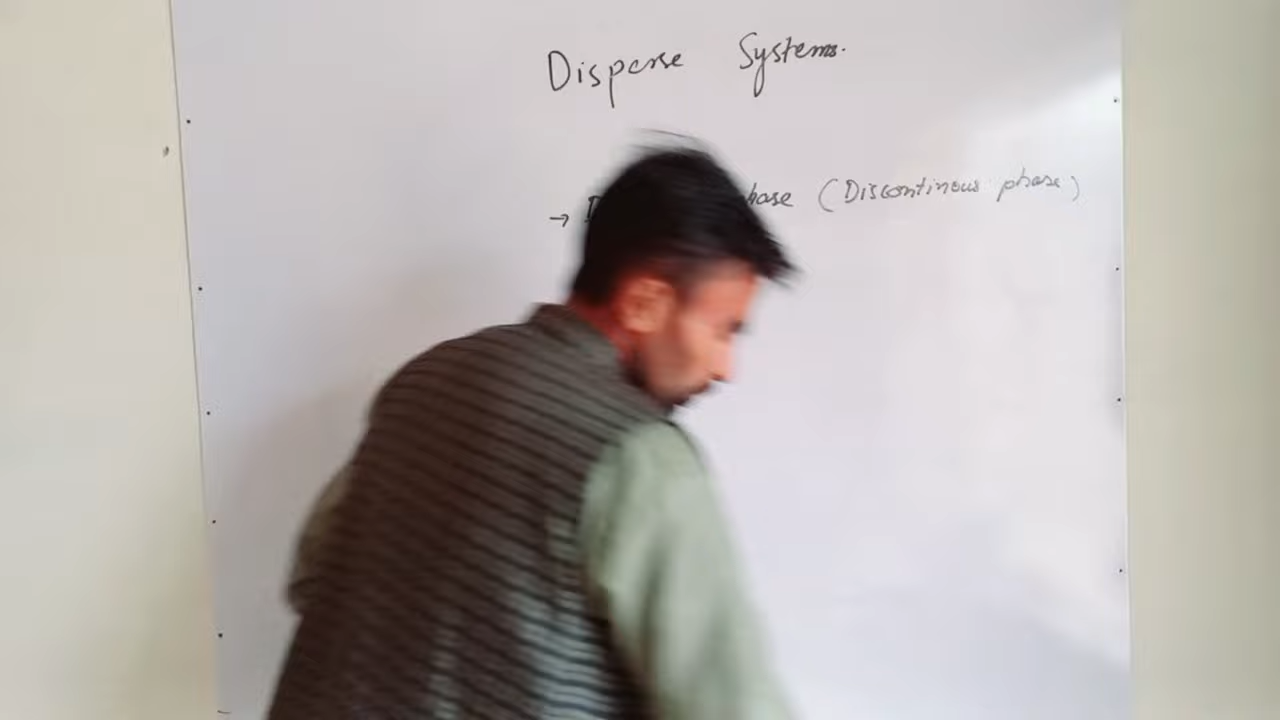 Disperse Systems.
→ hase (Discontinous phase)